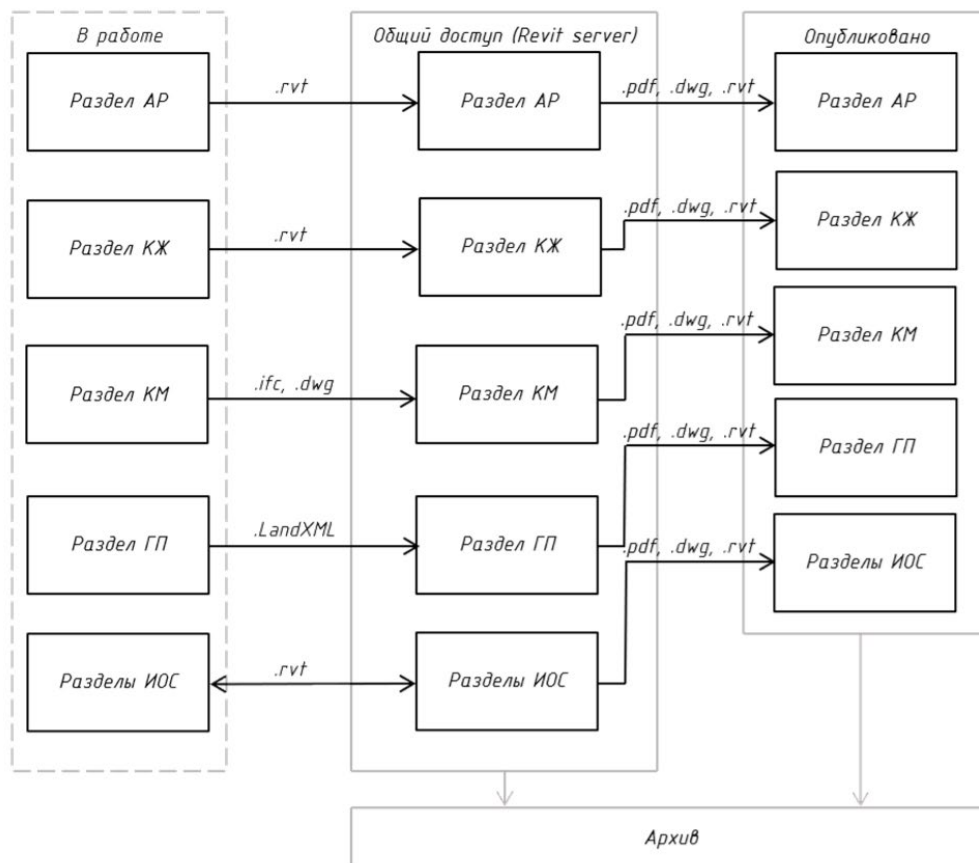 В работе
Общий доступ (Revit server)
Опубликовано
Раздел АР
.rvt
Раздел АР
.pdf, .dwg, .rvt
Раздел АР
Раздел КЖ
.rvt
Раздел КЖ
.pdf, .dwg, .rvt
Раздел КЖ
Раздел КМ
.ifc, .dwg
Раздел КМ
.pdf, .dwg, .rvt
Раздел КМ
Раздел ГП
.LandXML
Раздел ГП
.pdf, .dwg, .rvt
Раздел ГП
Разделы ИОС
.rvt
Разделы ИОС
.pdf, .dwg, .rvt
Разделы ИОС
Архив